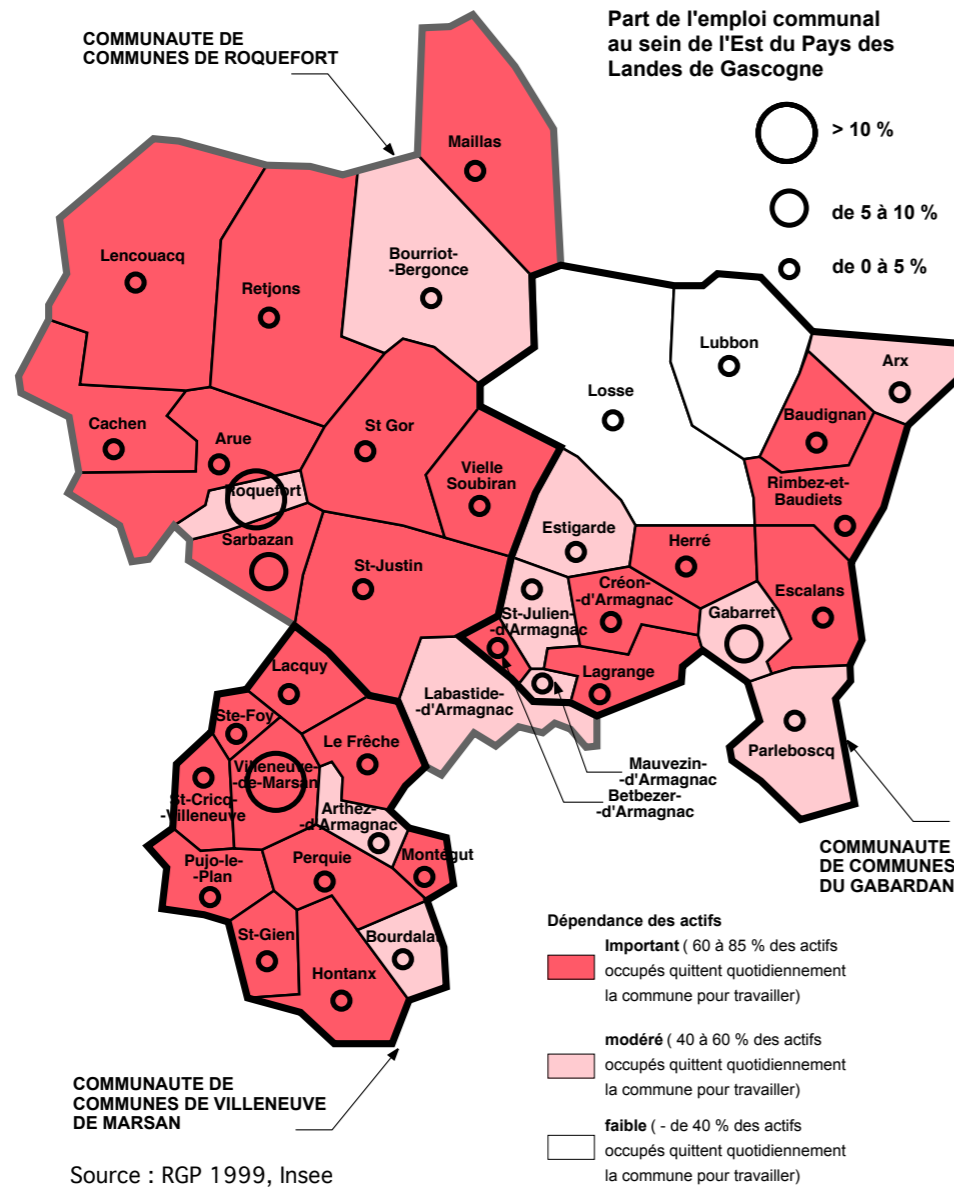 COMMUNAUTE DE
COMMUNES DE ROQUEFORT
Part de l'emploi communal
au sein de l'Est du Pays des
Landes de Gascogne
> 10 %
de 5 à 10 %
de 0 à 5 %
Maillas
Lencouacq
Retjons
Bourriot-
-Bergonce
Lubbon
Losse
Arx
Baudignan
Cachen
Arue
St Gor
Vielle
Soubiran
Rimbez-et-
Baudiets
Roquefort
Sarbazan
Estigarde
Herré
St-Justin
Créon-
-d'Armagnac
Escalans
St-Julien-
-d'Armagnac
Gabarret
Lacquy
Labastide-
-d'Armagnac
Lagrange
Parleboscq
Ste-Foy
Le Frêche
Villeneuve-
-de-Marsan
Mauvezin-
-d'Armagnac
Betbezer-
-d'Armagnac
St-Cricq-
-Villeneuve
Arthez-
-d'Armagnac
Pujo-le-
-Plan
Perquie
Montégut
COMMUNAUTE
DE COMMUNES
DU GABARDAN
St-Gien
Bourdalat
Hontanx
Dépendance des actifs
Important ( 60 à 85 % des actifs
occupés quittent quotidiennement
la commune pour travailler)
modéré ( 40 à 60 % des actifs
occupés quittent quotidiennement
la commune pour travailler)
faible ( - de 40 % des actifs
occupés quittent quotidiennement
la commune pour travailler)
COMMUNAUTE DE
COMMUNES DE VILLENEUVE
DE MARSAN
Source : RGP 1999, Insee